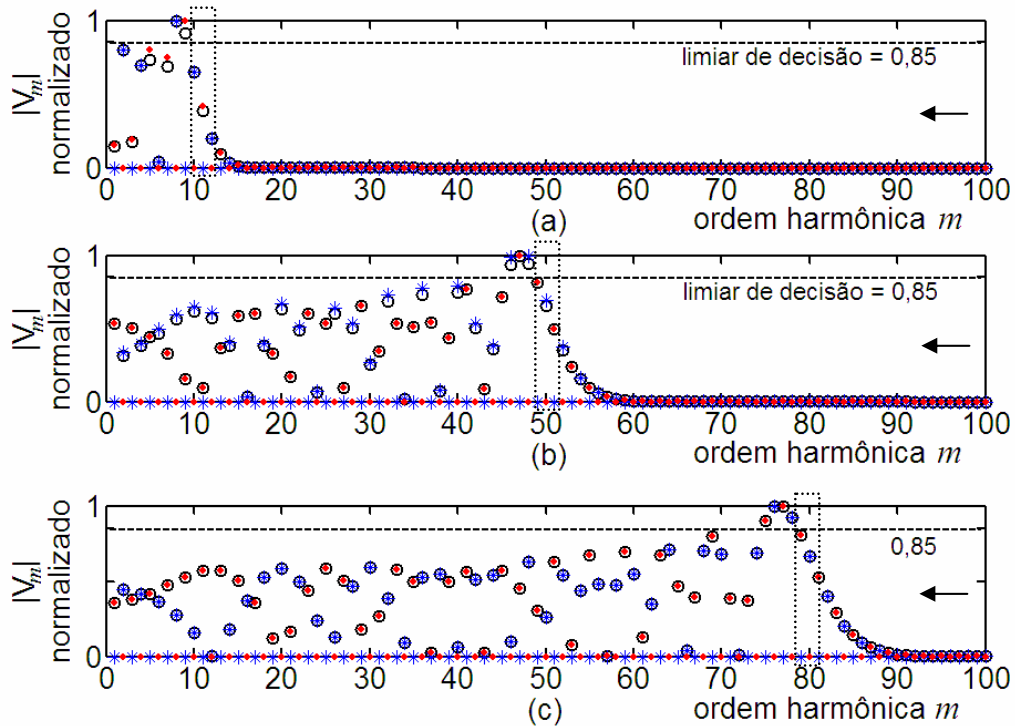 1
|Vm|
normalizado
limiar de decisão = 0,85
0
0 10 20 30 40 50 60 70 80 90 100
(a)
ordem harmônica m
1
|Vm|
normalizado
limiar de decisão = 0,85
0
0 10 20 30 40 50 60 70 80 90 100
(b)
ordem harmônica m
1
|Vm|
normalizado
0,85
0
0 10 20 30 40 50 60 70 80 90 100
(c)
ordem harmônica m